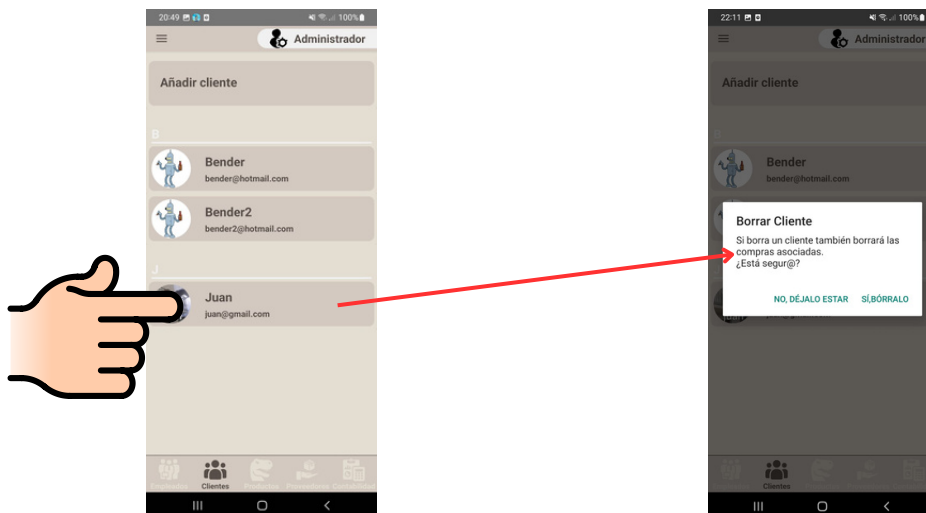 20:49
100%
Administrador
Añadir cliente
B
Bender
bender@hotmail.com
Bender2
bender2@hotmail.com
J
Juan
juan@gmail.com
Empleados
Clientes
Productos
Proveedores
Contabilidad
22:11
100%
Administrador
Añadir cliente
B
Bender
bender@hotmail.com
Borrar Cliente
Si borra un cliente también borrará las
compras asociadas.
¿Está segur@?
NO, DÉJALO ESTAR SÍ,BÓRRALO
Clientes